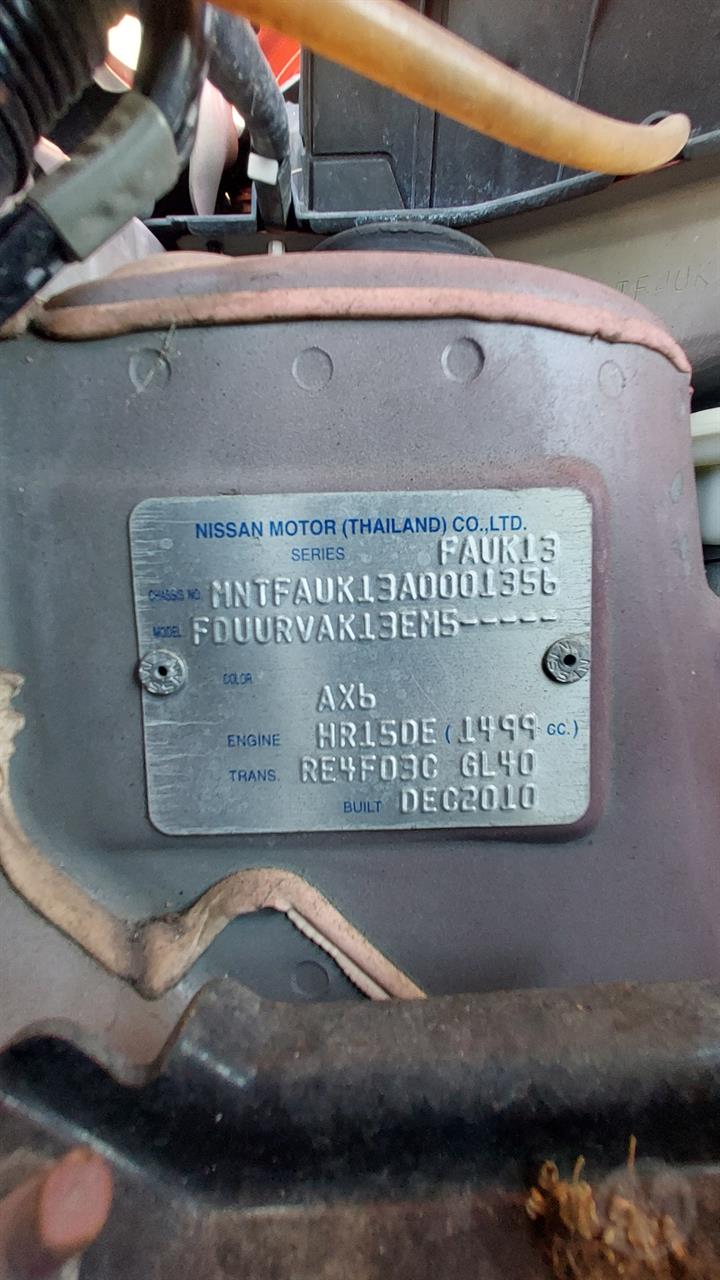 TFAUK
NISSAN MOTOR (THAILAND) CO.,LTD.
SERIES FAUK13
CHASSIS NO. MNTFAUK13A0001356
MODEL FDUURVAK13EM5-----
COLOR
AX6
ENGINE HR15DE ( 1499 CC.)
TRANS. RE4F03C GL40
BUILT DEC2010